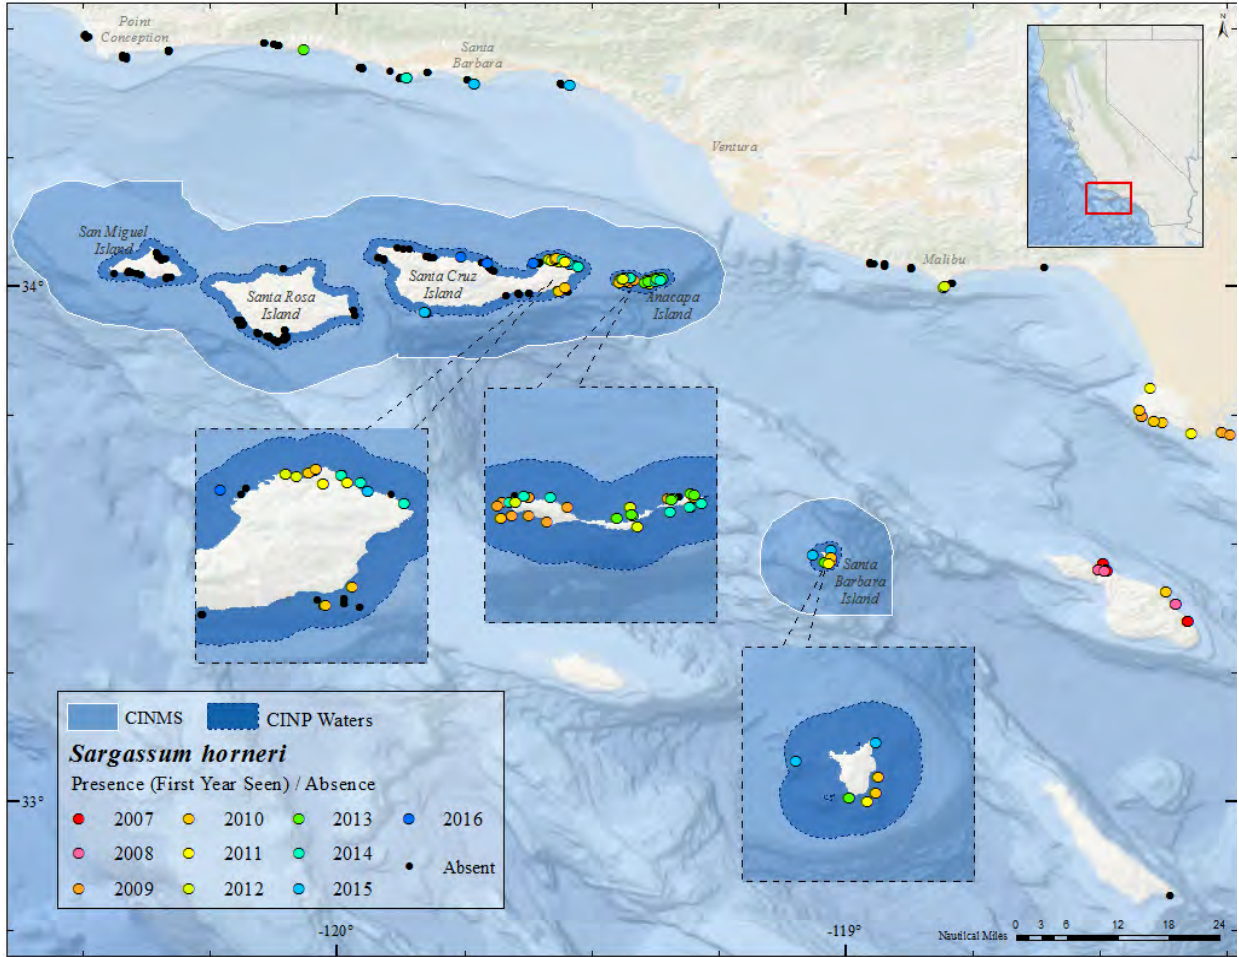 Point
Conception
Santa
Barbara
N
Ventura
San Miguel
Island
Santa Rosa
Island
Santa Cruz
Island
Anacapa
Island
Malibu
34°
Santa
Barbara
Island
CINMS
CINP Waters
Sargassum horneri
Presence (First Year Seen) / Absence
2007
2010
2013
2016
2008
2011
2014
Absent
2009
2012
2015
33°
-120°
-119°
Nautilcal Miles
0 3 6 12 18 24